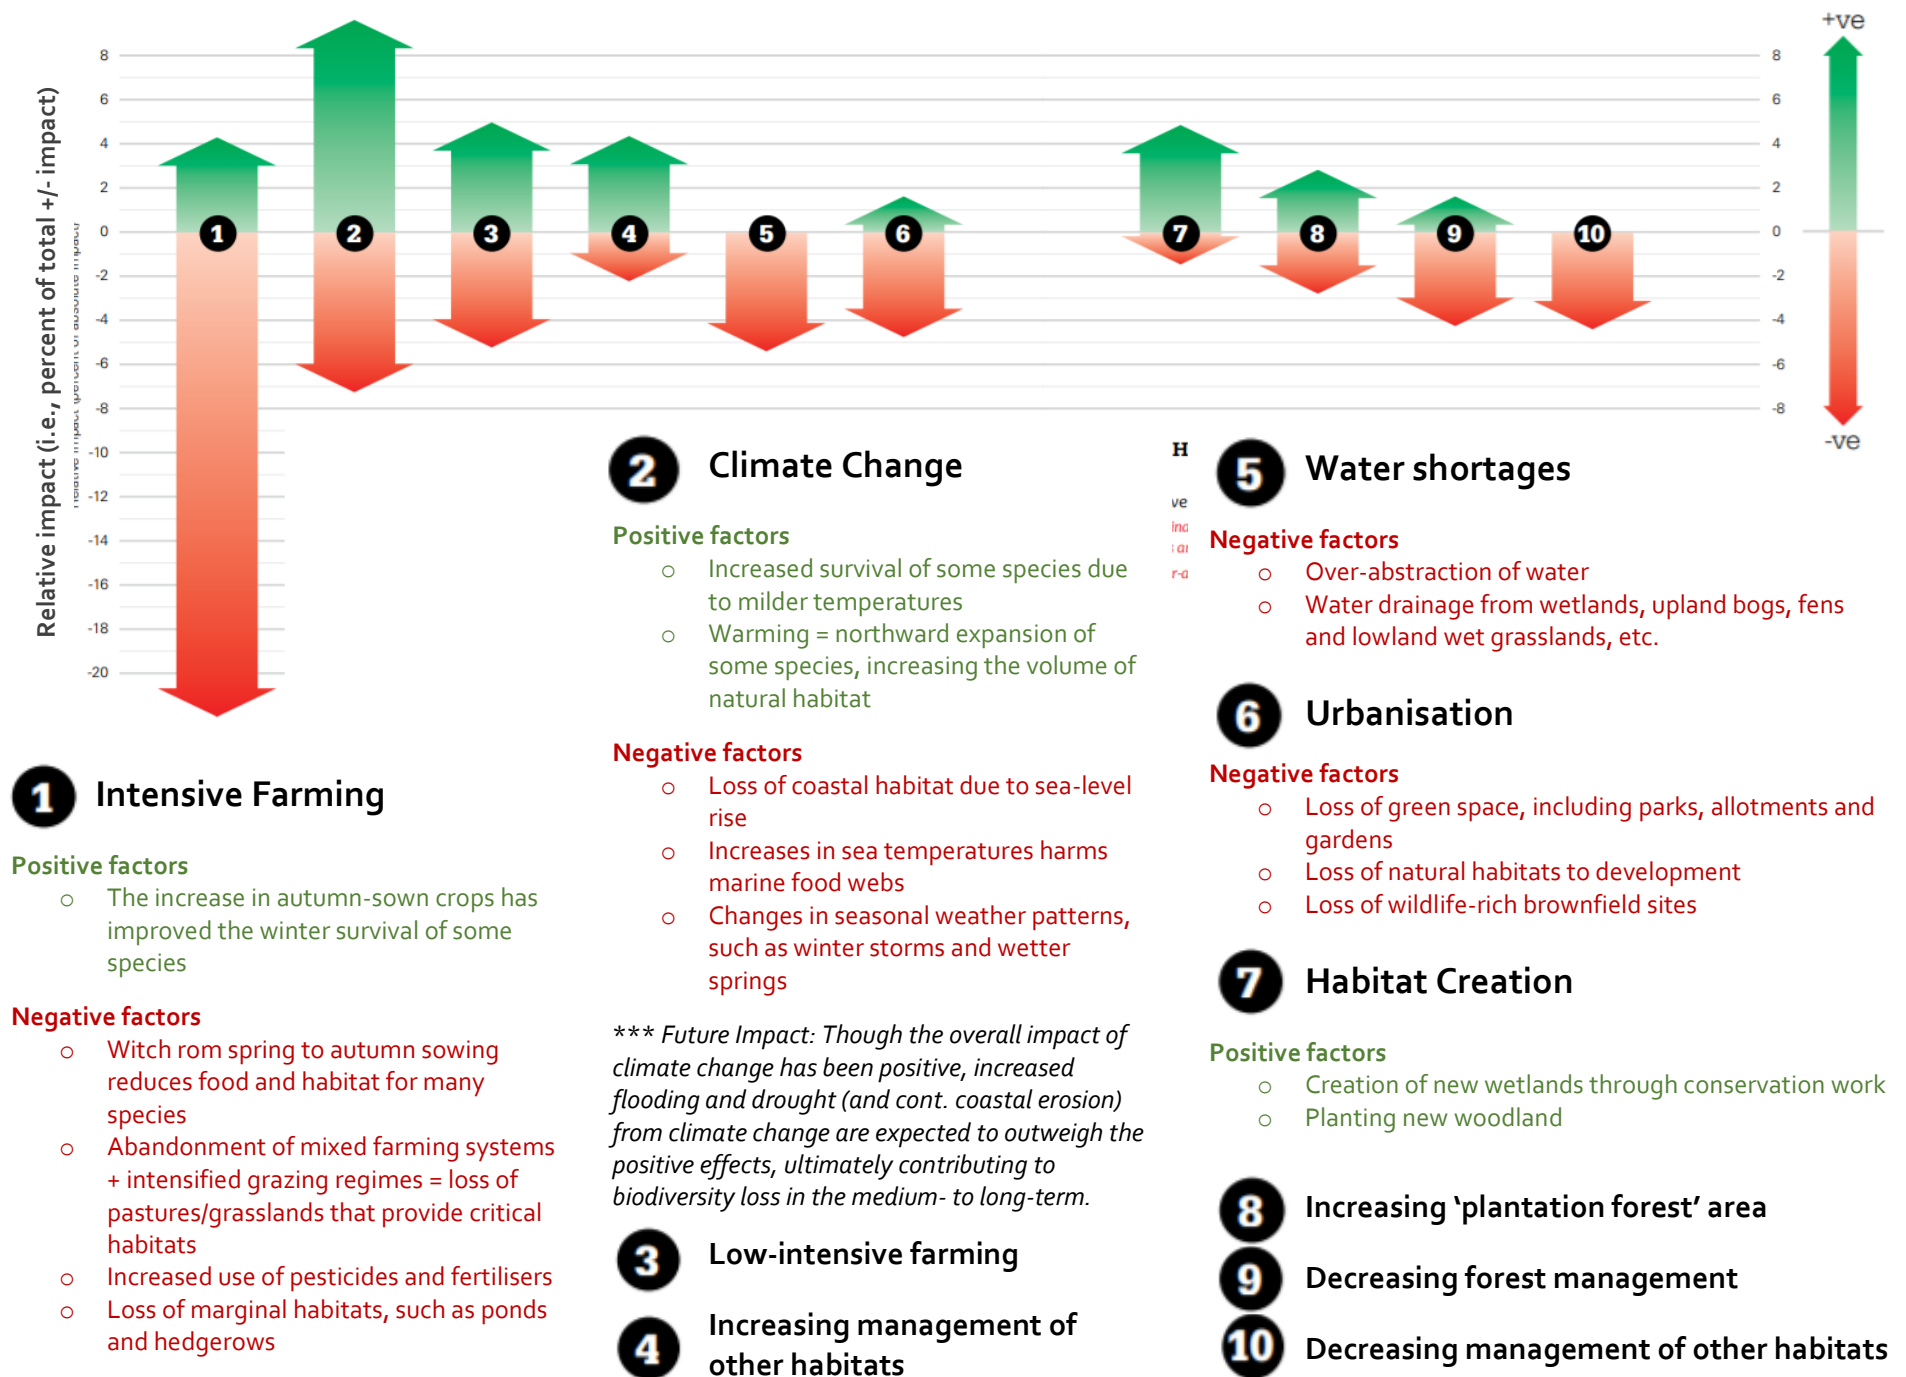 +ve
8
6
4
2
0
-2
-4
-6
-8
-10
-12
-14
-16
-18
-20
Relative impact (i.e., percent of total +/- impact)
1
2
3
4
5
6
7
8
9
10
8
6
4
2
0
-2
-4
-6
-8
-ve
1 Intensive Farming
Positive factors
o The increase in autumn-sown crops has
improved the winter survival of some
species
Negative factors
o Witch rom spring to autumn sowing
reduces food and habitat for many
species
o Abandonment of mixed farming systems
+ intensified grazing regimes = loss of
pastures/grasslands that provide critical
habitats
o Increased use of pesticides and fertilisers
o Loss of marginal habitats, such as ponds
and hedgerows
2 Climate Change
Positive factors
o Increased survival of some species due
to milder temperatures
o Warming = northward expansion of
some species, increasing the volume of
natural habitat
Negative factors
o Loss of coastal habitat due to sea-level
rise
o Increases in sea temperatures harms
marine food webs
o Changes in seasonal weather patterns,
such as winter storms and wetter
springs
*** Future Impact: Though the overall impact of
climate change has been positive, increased
flooding and drought (and cont. coastal erosion)
from climate change are expected to outweigh the
positive effects, ultimately contributing to
biodiversity loss in the medium- to long-term.
3 Low-intensive farming
4 Increasing management of
other habitats
H
ve
5 Water shortages
Negative factors
o Over-abstraction of water
o Water drainage from wetlands, upland bogs, fens
and lowland wet grasslands, etc.
6 Urbanisation
Negative factors
o Loss of green space, including parks, allotments and
gardens
o Loss of natural habitats to development
o Loss of wildlife-rich brownfield sites
7 Habitat Creation
Positive factors
o Creation of new wetlands through conservation work
o Planting new woodland
8 Increasing ‘plantation forest’ area
9 Decreasing forest management
10 Decreasing management of other habitats